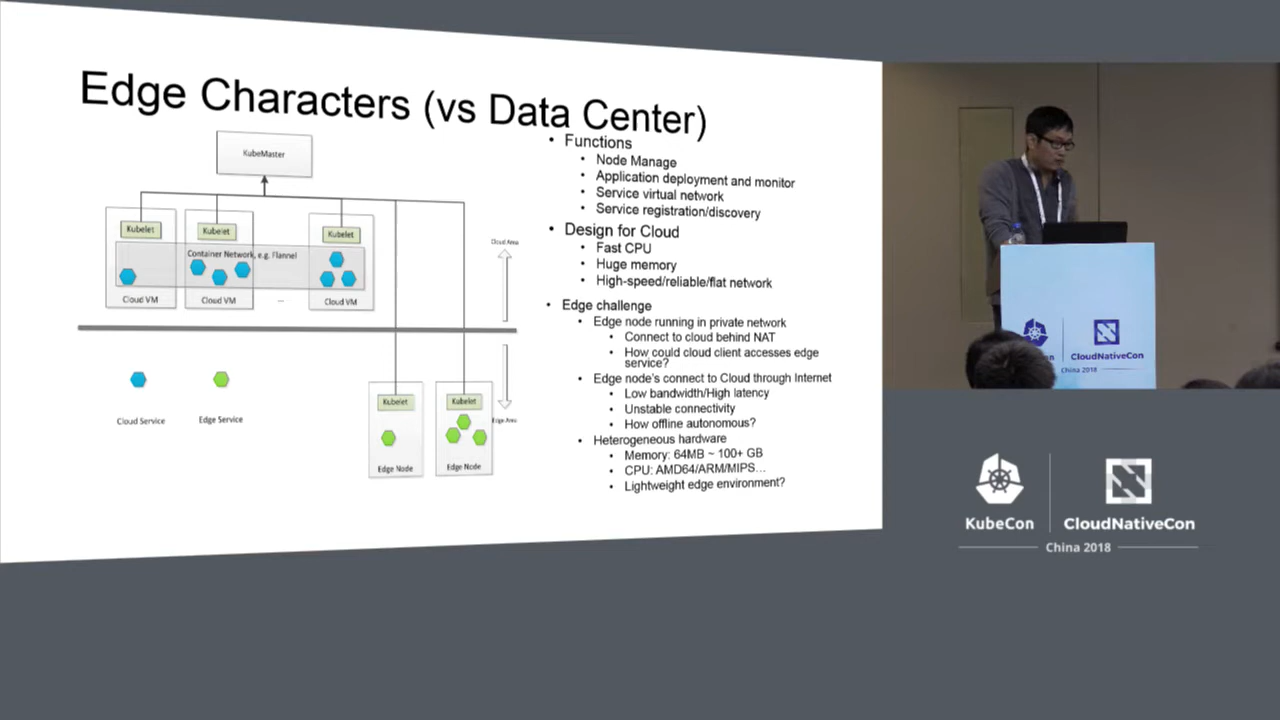 Edge Characters (vs Data Center)
KubeMaster
Kubelet
Kubelet
Kubelet
Container Network, e.g. Flannel
Cloud VM
Cloud VM
...
Cloud VM
Cloud Area
Edge Area
Cloud Service
Edge Service
Kubelet
Kubelet
Edge Node
Edge Node
• Functions
• Node Manage
• Application deployment and monitor
• Service virtual network
• Service registration/discovery
• Design for Cloud
• Fast CPU
• Huge memory
• High-speed/reliable/flat network
• Edge challenge
• Edge node running in private network
• Connect to cloud behind NAT
• How could cloud client accesses edge
service?
• Edge node's connect to Cloud through Internet
• Low bandwidth/High latency
• Unstable connectivity
• How offline autonomous?
• Heterogeneous hardware
• Memory: 64MB ~ 100+ GB
• CPU: AMD64/ARM/MIPS…
• Lightweight edge environment?
CloudNativeCon
China 2018
KubeCon
CloudNativeCon
China 2018